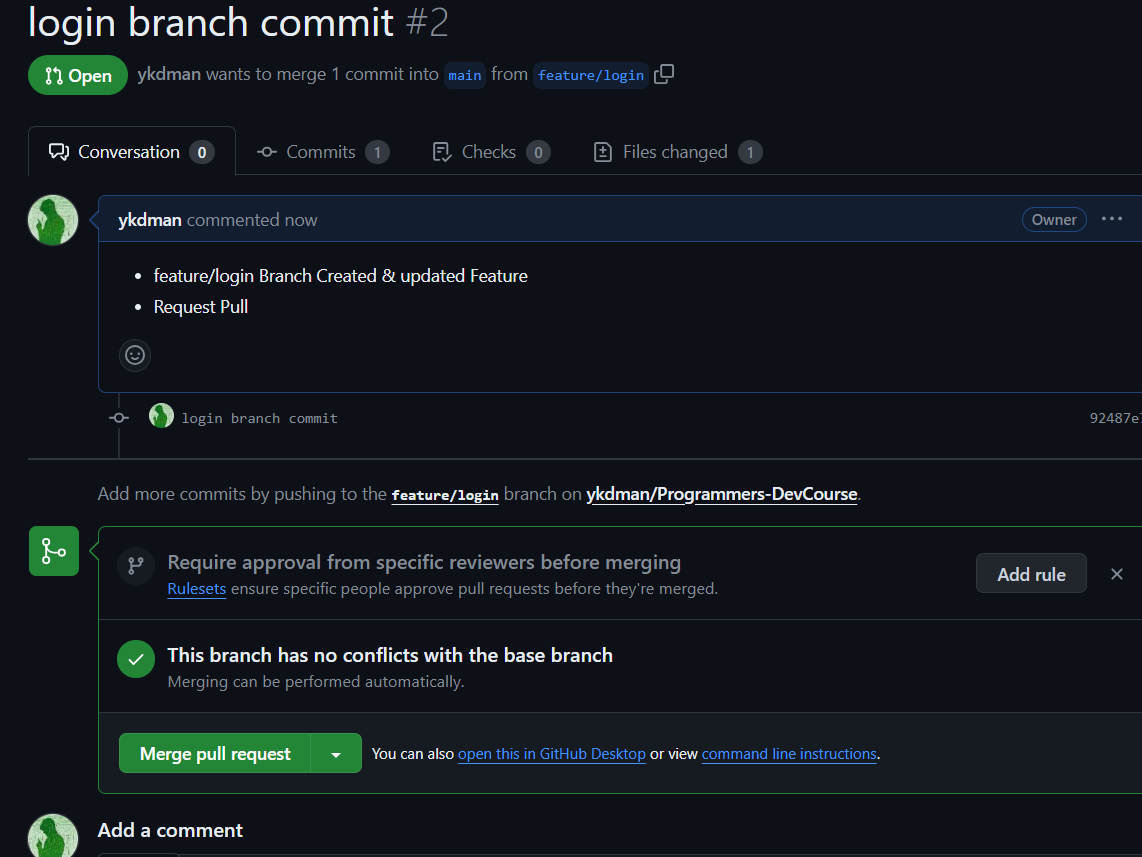 login branch commit #2
Open ykdman wants to merge 1 commit into main from feature/login
Conversation 0 Commits 1 Checks 0 Files changed 1
ykdman commented now Owner
feature/login Branch Created & updated Feature
Request Pull
login branch commit 92487e
Add more commits by pushing to the feature/login branch on ykdman/Programmers-DevCourse.
Require approval from specific reviewers before merging
Rulesets ensure specific people approve pull requests before they're merged.
Add rule
This branch has no conflicts with the base branch
Merging can be performed automatically.
Merge pull request You can also open this in GitHub Desktop or view command line instructions.
Add a comment